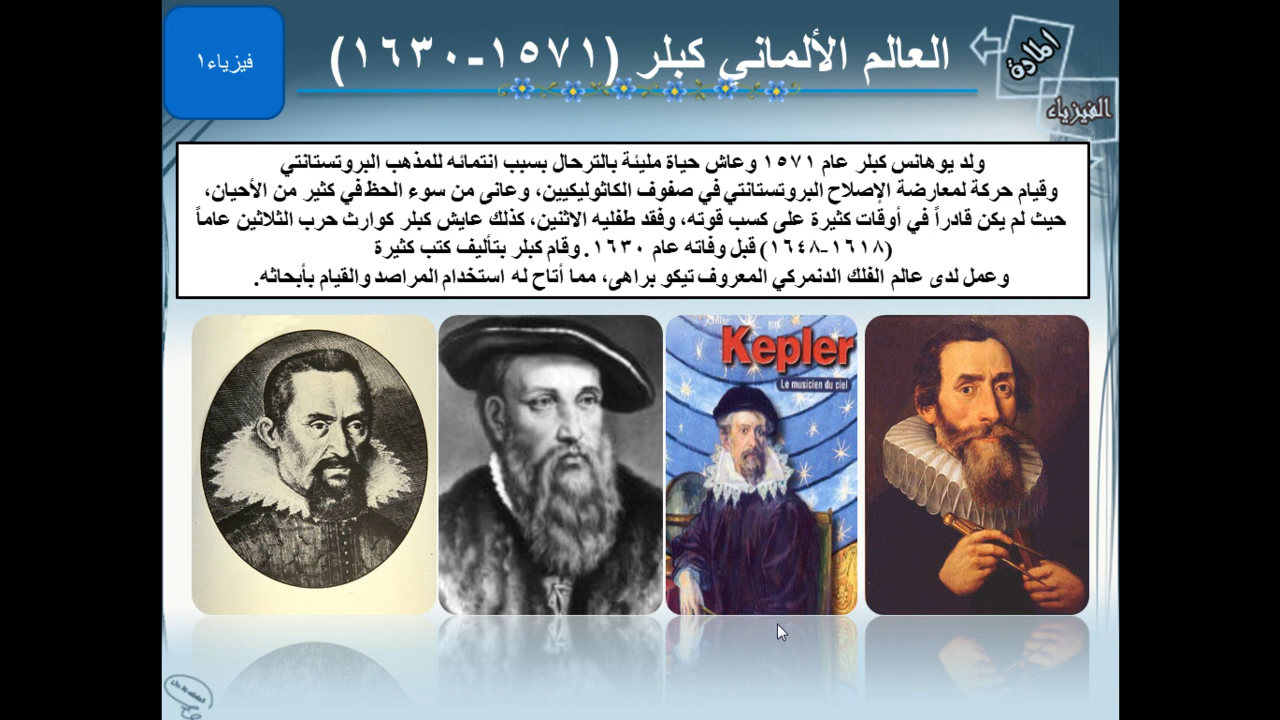 العالم الألماني كبلر (١٥٧١-١٦٣٠)
فيزياء١
المادة
الفيزياء
ولد يوهانس كبلر عام ١٥٧١ وعاش حياة مليئة بالترحال بسبب انتمائه للمذهب البروتستانتي
وقيام حركة لمعارضة الإصلاح البروتستانتي في صفوف الكاثوليكيين، وعانى من سوء الحظ في كثير من الأحيان،
حيث لم يكن قادراً في أوقات كثيرة على كسب قوته، وفقد طفليه الاثنين، كذلك عايش كبلر كوارث حرب الثلاثين عاماً
(١٦١٨-١٦٤٨) قبل وفاته عام ١٦٣٠. وقام كبلر بتأليف كتب كثيرة
وعمل لدى عالم الفلك الدنمركي المعروف تيكو براهى، مما أتاح له استخدام المراصد والقيام بأبحاثه.
Kepler
Le musicien du ciel